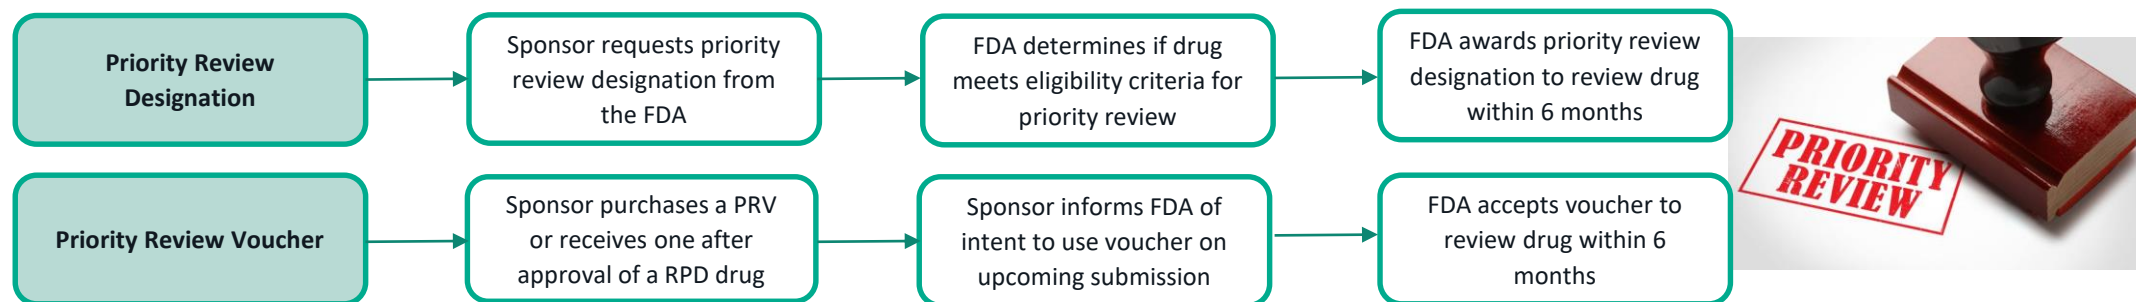 Priority Review
Designation
Sponsor requests priority
review designation from
the FDA
FDA determines if drug
meets eligibility criteria for
priority review
FDA awards priority review
designation to review drug
within 6 months
PRIORITY
REVIEW
Priority Review Voucher
Sponsor purchases a PRV
or receives one after
approval of a RPD drug
Sponsor informs FDA of
intent to use voucher on
upcoming submission
FDA accepts voucher to
review drug within 6
months